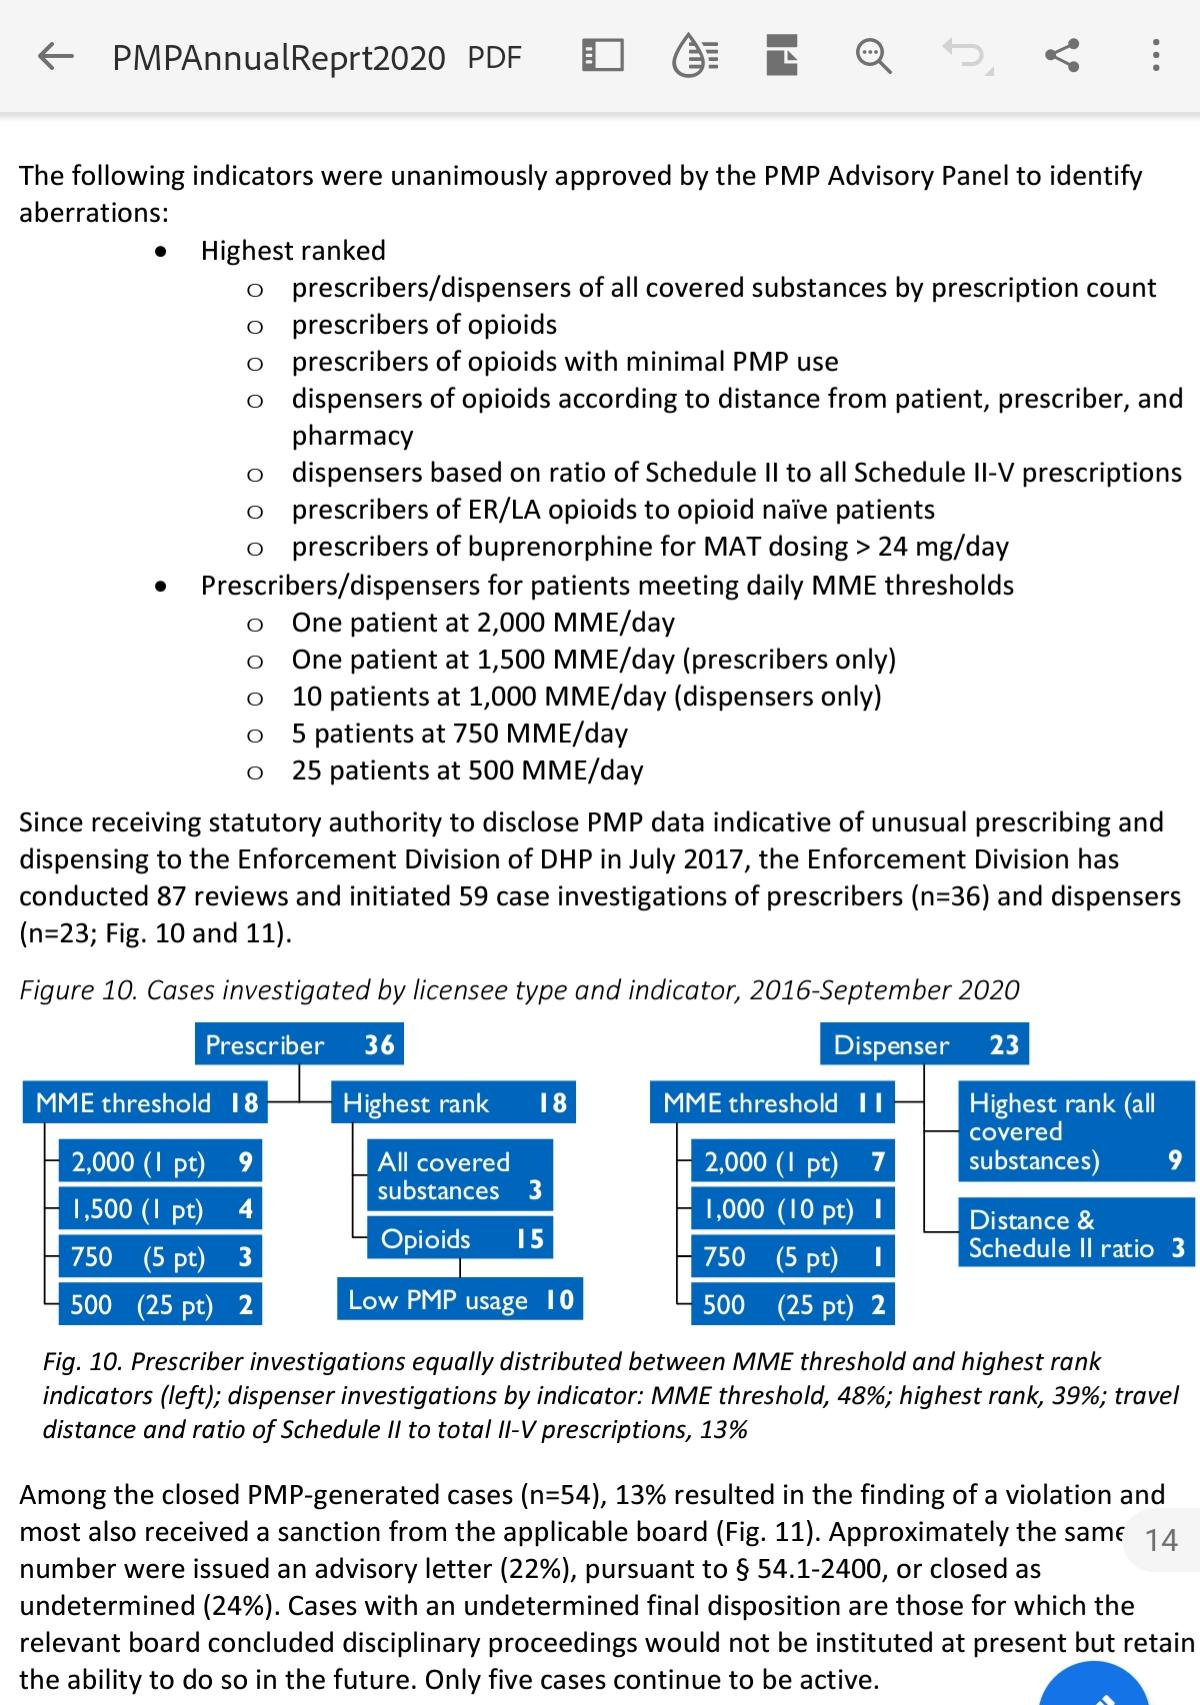 PMPAnnualReprt2020 PDF
The following indicators were unanimously approved by the PMP Advisory Panel to identify
aberrations:
• Highest ranked
o prescribers/dispensers of all covered substances by prescription count
o prescribers of opioids
o prescribers of opioids with minimal PMP use
o dispensers of opioids according to distance from patient, prescriber, and
pharmacy
o dispensers based on ratio of Schedule II to all Schedule II-V prescriptions
o prescribers of ER/LA opioids to opioid naïve patients
o prescribers of buprenorphine for MAT dosing > 24 mg/day
• Prescribers/dispensers for patients meeting daily MME thresholds
o One patient at 2,000 MME/day
o One patient at 1,500 MME/day (prescribers only)
o 10 patients at 1,000 MME/day (dispensers only)
o 5 patients at 750 MME/day
o 25 patients at 500 MME/day
Since receiving statutory authority to disclose PMP data indicative of unusual prescribing and
dispensing to the Enforcement Division of DHP in July 2017, the Enforcement Division has
conducted 87 reviews and initiated 59 case investigations of prescribers (n=36) and dispensers
(n=23; Fig. 10 and 11).
Figure 10. Cases investigated by licensee type and indicator, 2016-September 2020
Prescriber 36
MME threshold 18
2,000 (1 pt) 9
1,500 (1 pt) 4
750 (5 pt) 3
500 (25 pt) 2
Highest rank 18
All covered
substances 3
Opioids 15
Low PMP usage 10
Dispenser 23
MME threshold 11
2,000 (1 pt) 7
1,000 (10 pt) 1
750 (5 pt) 1
500 (25 pt) 2
Highest rank (all
covered
substances) 9
Distance &
Schedule II ratio 3
Fig. 10. Prescriber investigations equally distributed between MME threshold and highest rank
indicators (left); dispenser investigations by indicator: MME threshold, 48%; highest rank, 39%; travel
distance and ratio of Schedule II to total II-V prescriptions, 13%
Among the closed PMP-generated cases (n=54), 13% resulted in the finding of a violation and
most also received a sanction from the applicable board (Fig. 11). Approximately the same
14
number were issued an advisory letter (22%), pursuant to § 54.1-2400, or closed as
undetermined (24%). Cases with an undetermined final disposition are those for which the
relevant board concluded disciplinary proceedings would not be instituted at present but retain
the ability to do so in the future. Only five cases continue to be active.